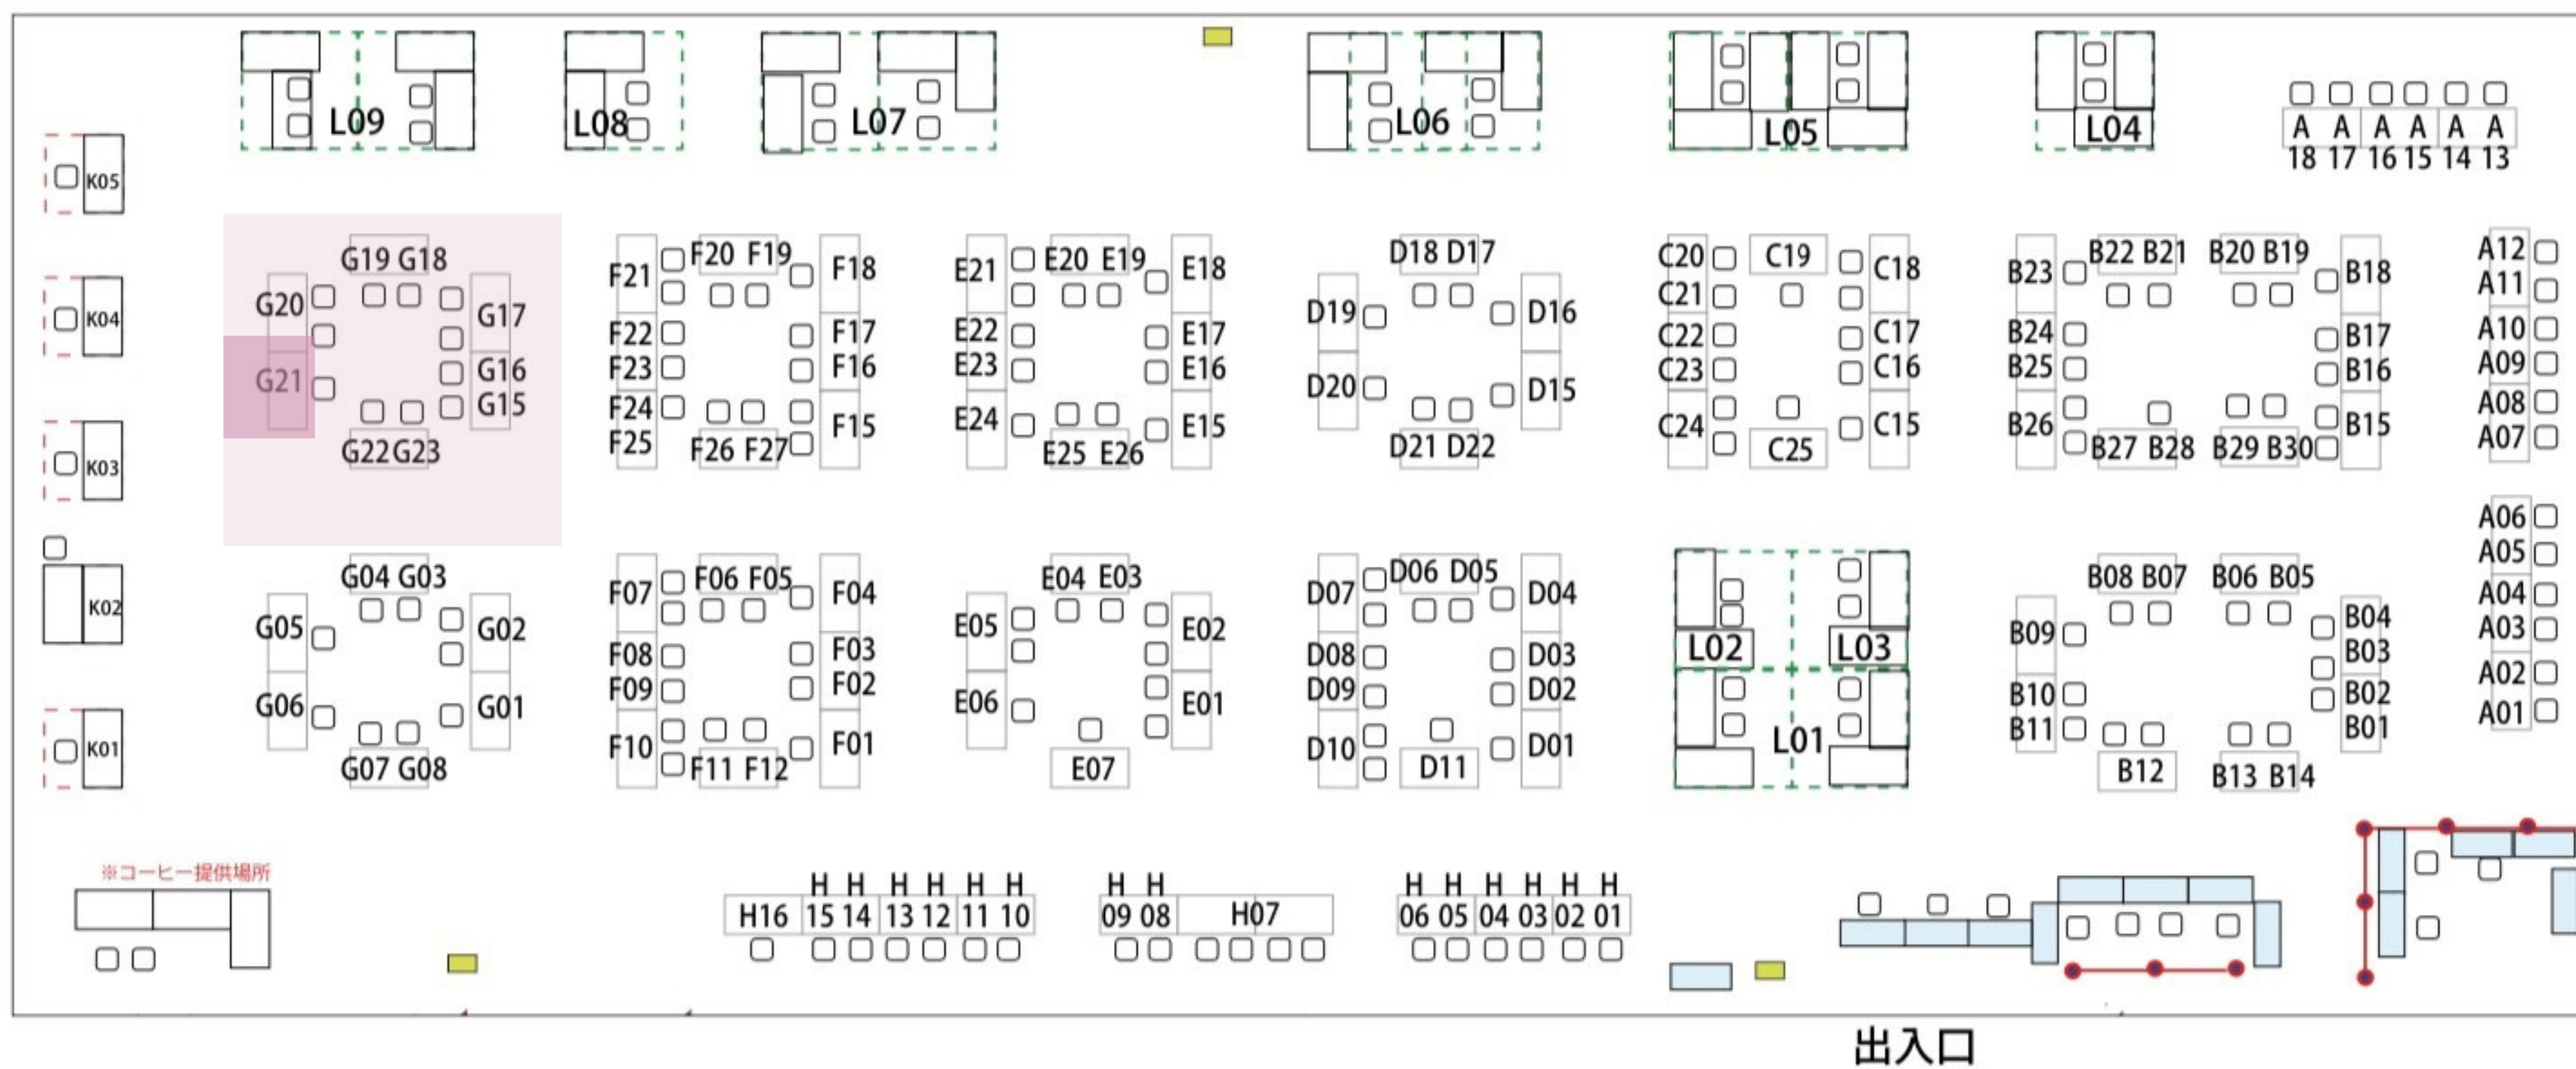 L09 L08 L07 L06 L05 L04
A A A A A A
18 17 16 15 14 13
K05
K04
K03
K02
K01
G19 G18
G20 G17
G21 G16
G15
G22 G23
F20 F19
F21 F18
F22 F17
F23 F16
F24 F15
F25 F26 F27
E20 E19
E21 E18
E22 E17
E23 E16
E24 E15
E25 E26
D18 D17
D19 D16
D20 D15
D21 D22
C20 C19 C18
C21
C22 C17
C23 C16
C24 C15
C25
B22 B21 B20 B19
B23 B18
B24 B17
B25 B16
B26 B15
B27 B28 B29 B30
A12
A11
A10
A09
A08
A07
A06
A05
A04
A03
A02
A01
G04 G03
G05 G02
G06 G01
G07 G08
F06 F05
F07 F04
F08 F03
F09 F02
F10 F01
F11 F12
E04 E03
E05 E02
E06 E01
E07
D06 D05
D07 D04
D08 D03
D09 D02
D10 D01
D11
L02 L03
L01
B08 B07 B06 B05
B09 B04
B03
B10 B02
B11 B01
B12 B13 B14
※コーヒー提供場所
H H H H H H
H16 15 14 13 12 11 10
H H
09 08 H07
H H H H H H
06 05 04 03 02 01
出入口